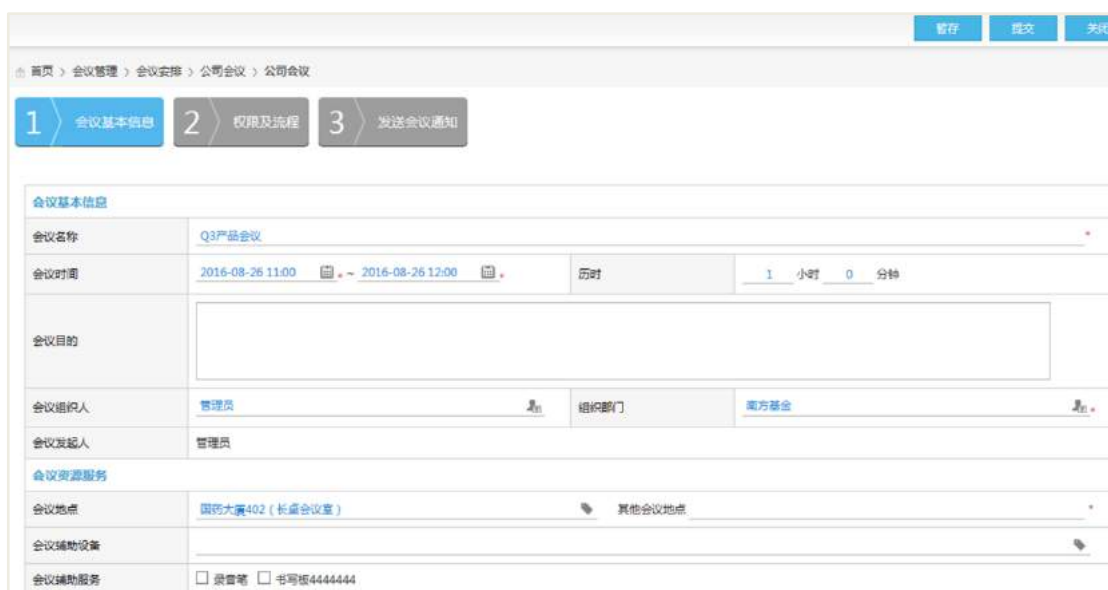 暂存 提交 关闭
首页 > 会议管理 > 会议安排 > 公司会议 > 公司会议
1 会议基本信息 2 权限及流程 3 发送会议通知
会议基本信息
会议名称 Q3产品会议 *
会议时间 2016-08-26 11:00 * ~ 2016-08-26 12:00 * 历时 1 小时 0 分钟
会议目的
会议组织人 管理员 组织部门 南方基金 *
会议发起人 管理员
会议资源服务
会议地点 国药大厦402（长盛会议室） 其他会议地点 *
会议辅助设备
会议辅助服务 录音笔 书写板4444444